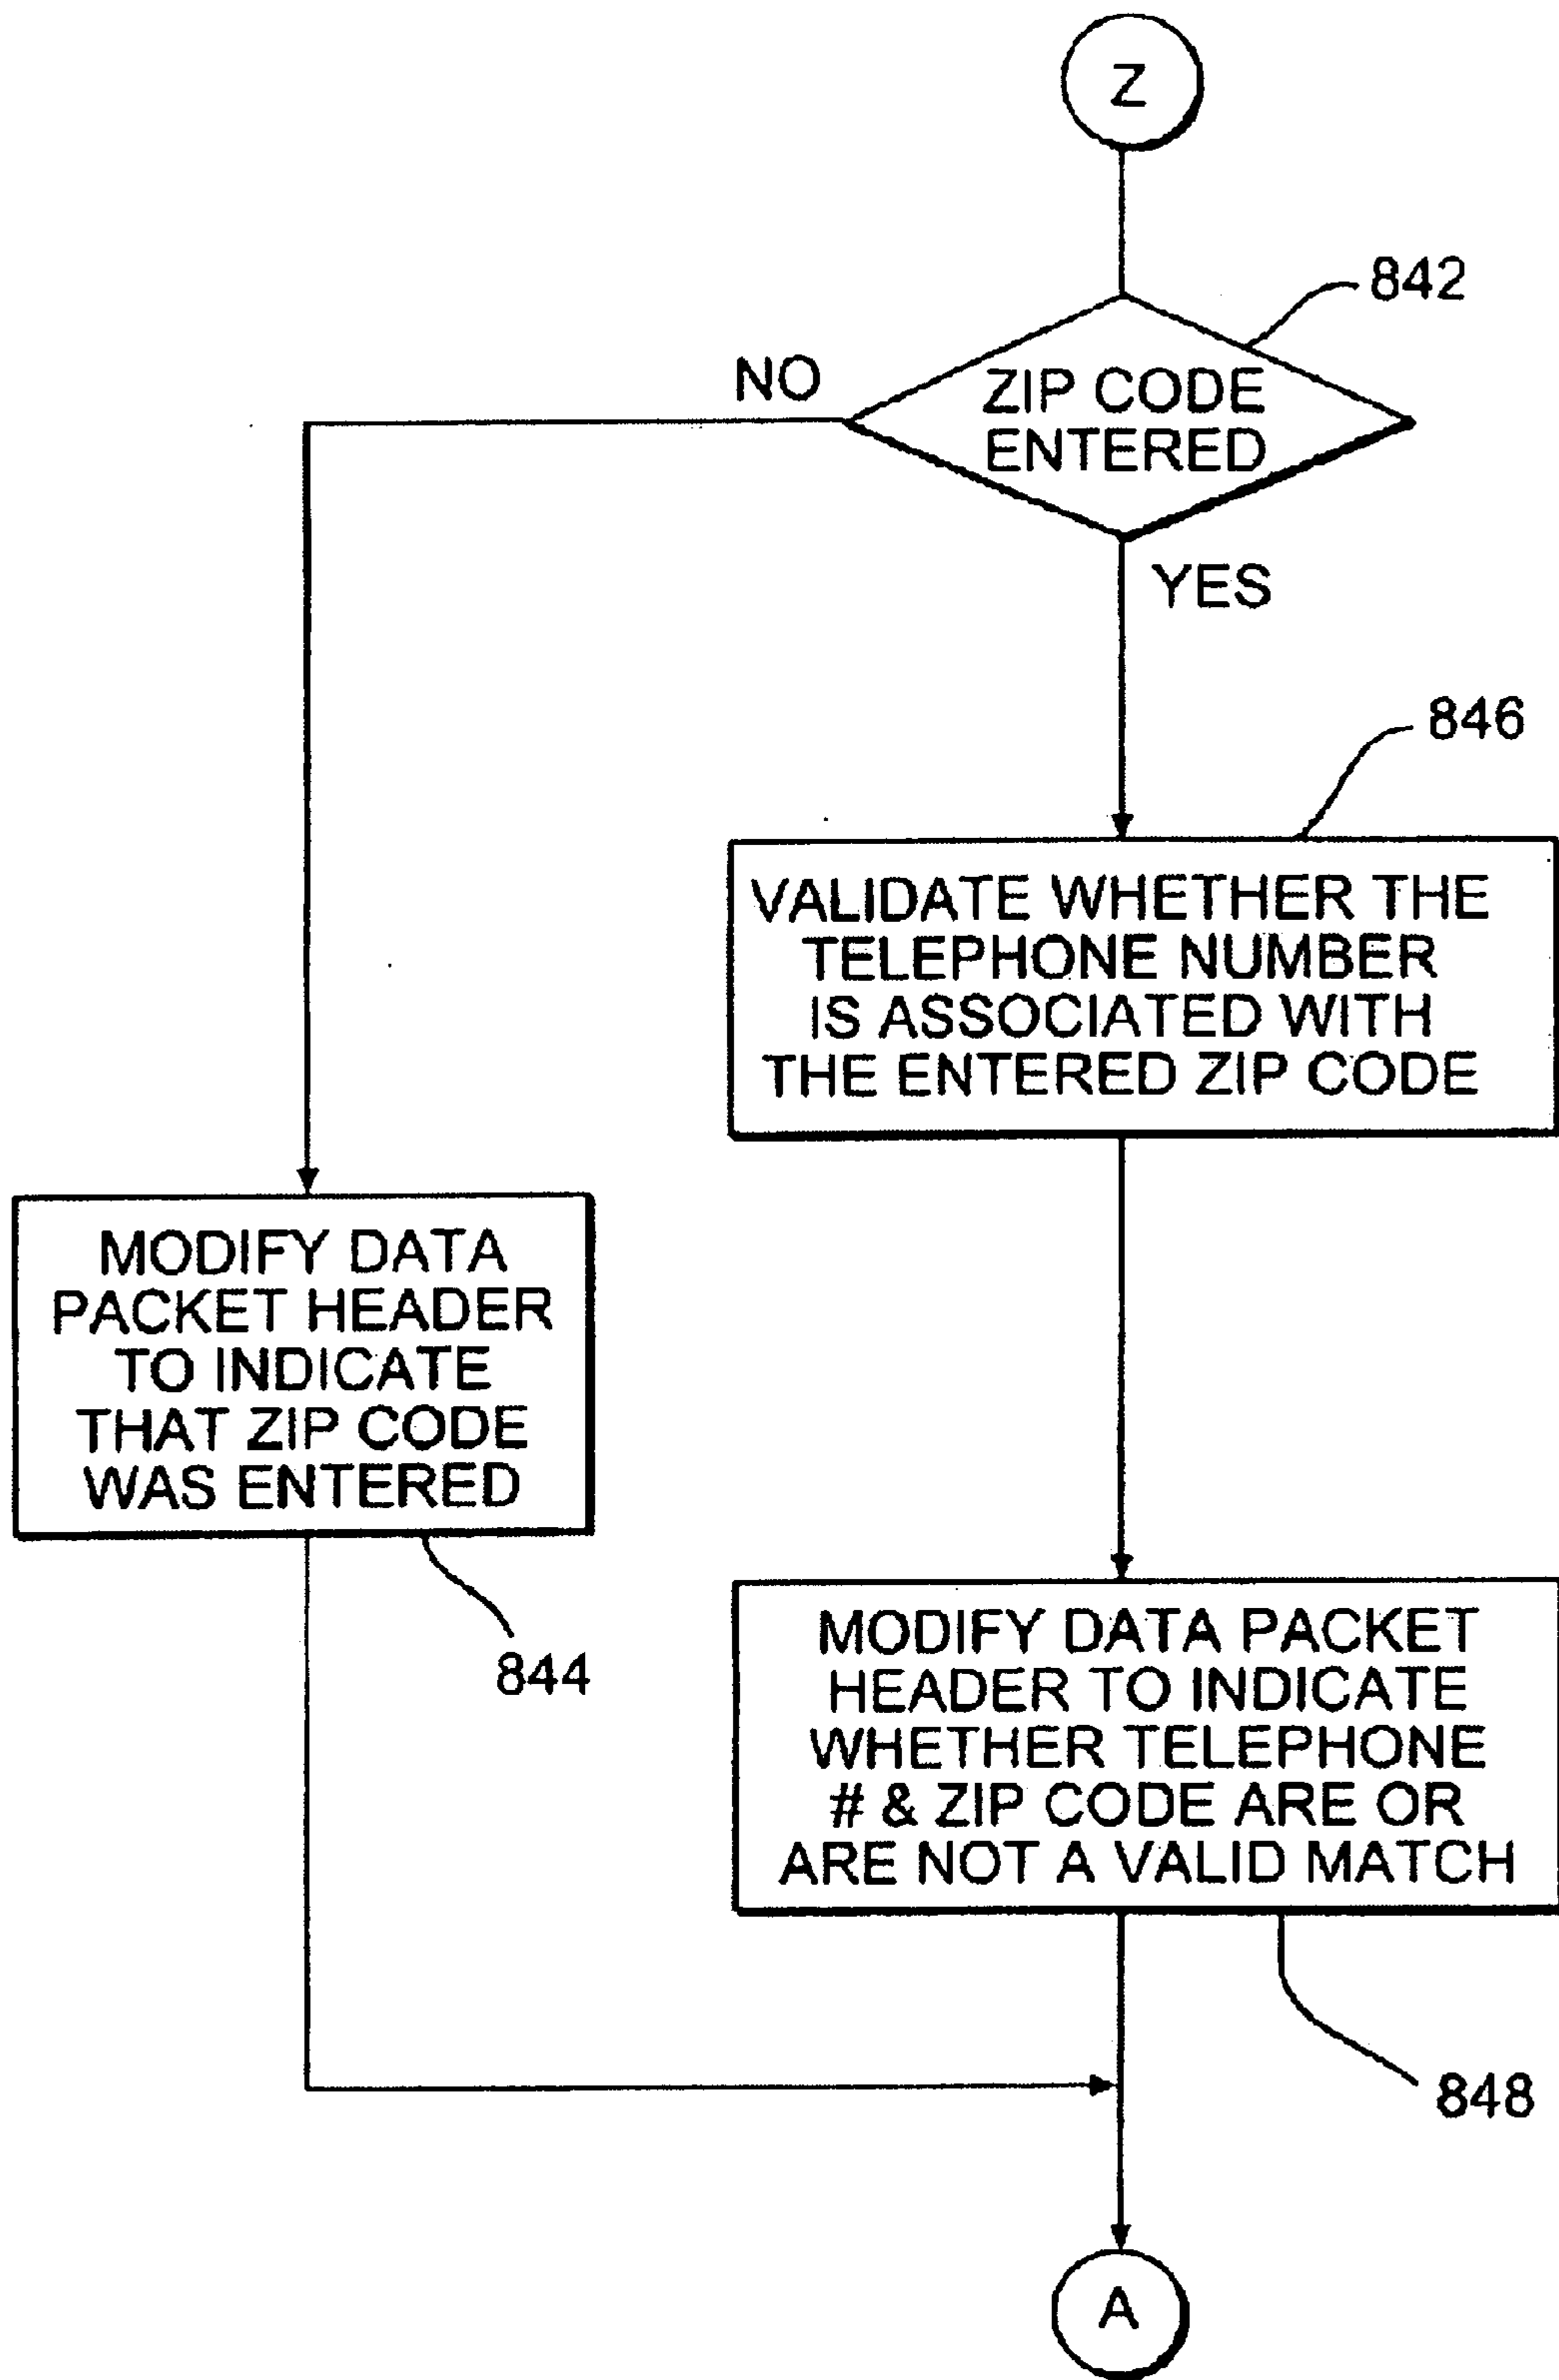 Z
842
NO
ZIP CODE
ENTERED
YES
846
VALIDATE WHETHER THE
TELEPHONE NUMBER
IS ASSOCIATED WITH
THE ENTERED ZIP CODE
MODIFY DATA
PACKET HEADER
TO INDICATE
THAT ZIP CODE
WAS ENTERED
844
MODIFY DATA PACKET
HEADER TO INDICATE
WHETHER TELEPHONE
# & ZIP CODE ARE OR
ARE NOT A VALID MATCH
848
A